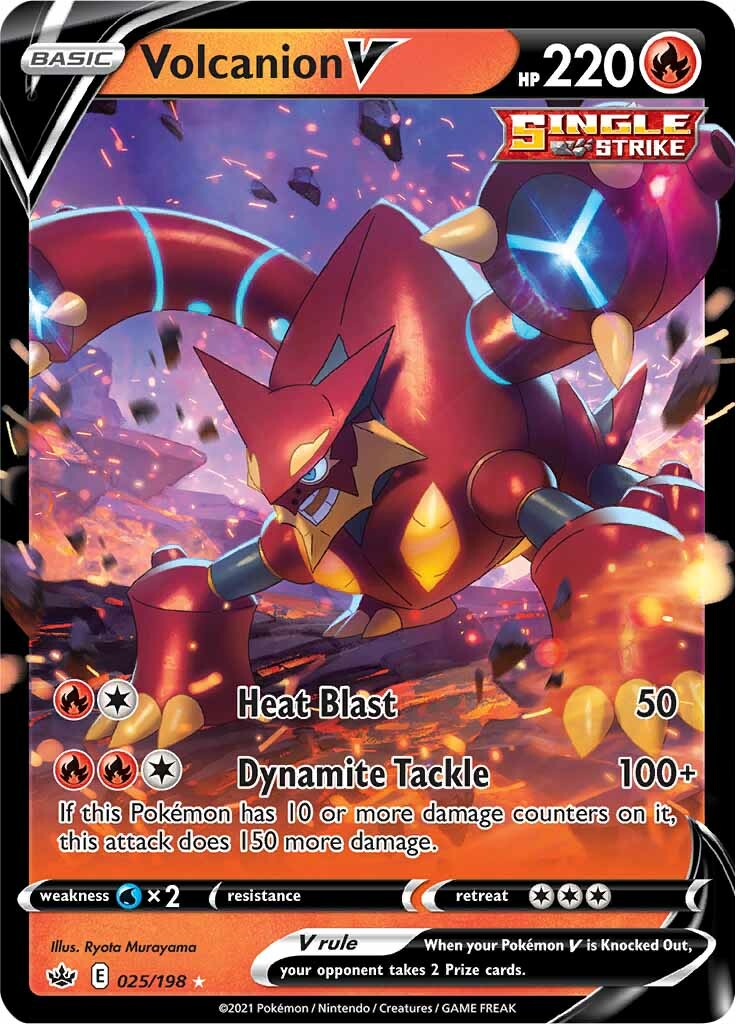 BASIC
Volcanion V
HP 220
SINGLE
STRIKE
Heat Blast 50
Dynamite Tackle 100+
If this Pokémon has 10 or more damage counters on it,
this attack does 150 more damage.
weakness ×2 resistance retreat
Illus. Ryota Murayama
V rule When your Pokémon V is Knocked Out,
your opponent takes 2 Prize cards.
E 025/198
©2021 Pokémon / Nintendo / Creatures / GAME FREAK